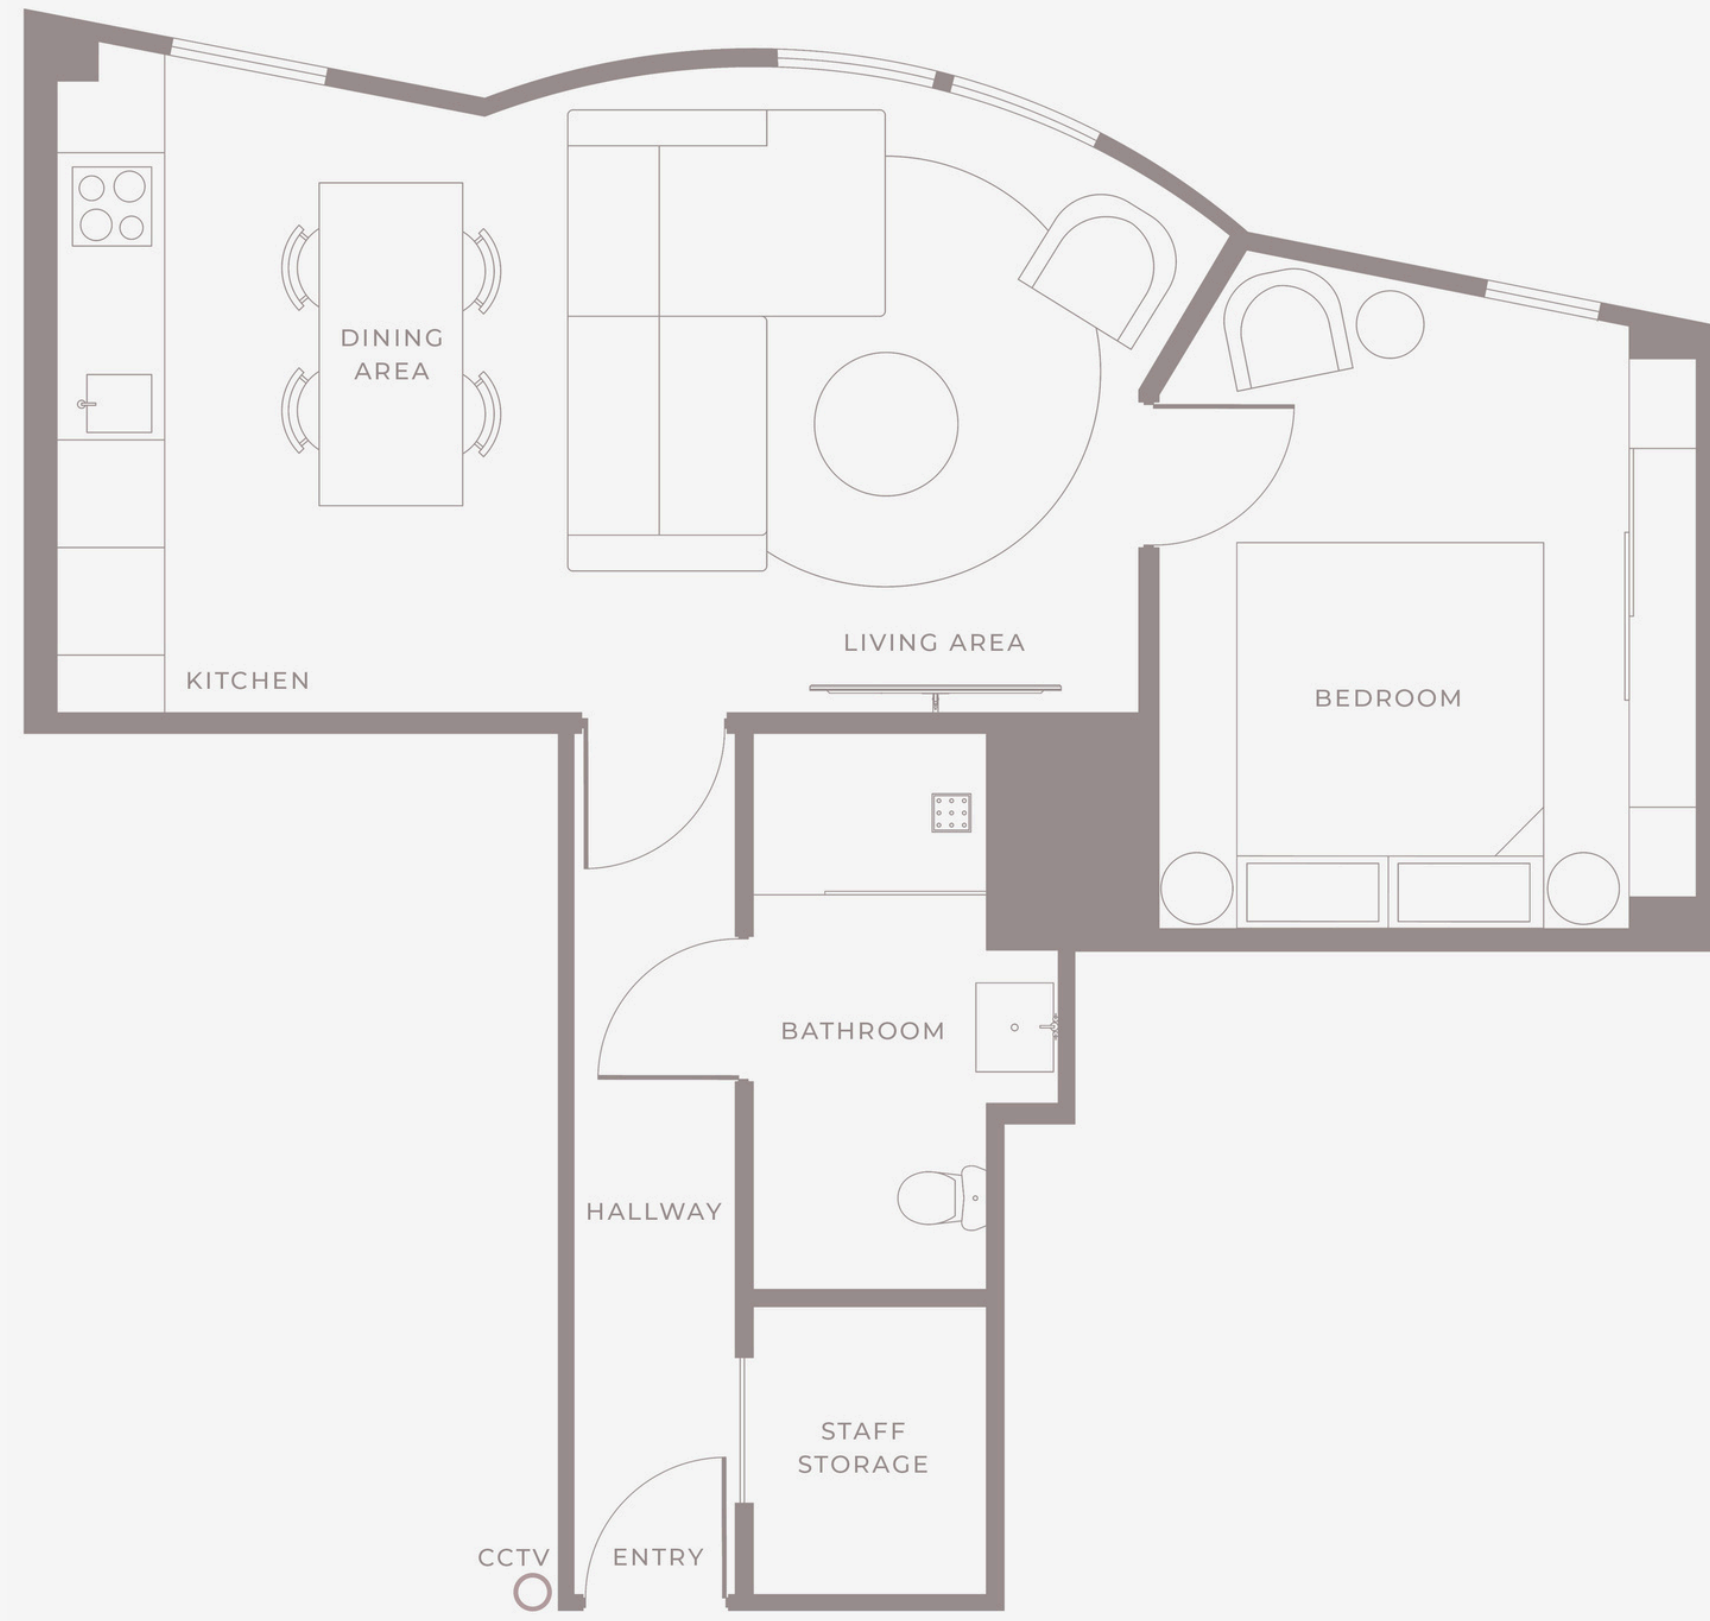 DINING
AREA
LIVING AREA
KITCHEN
BEDROOM
BATHROOM
HALLWAY
STAFF
STORAGE
CCTV
ENTRY